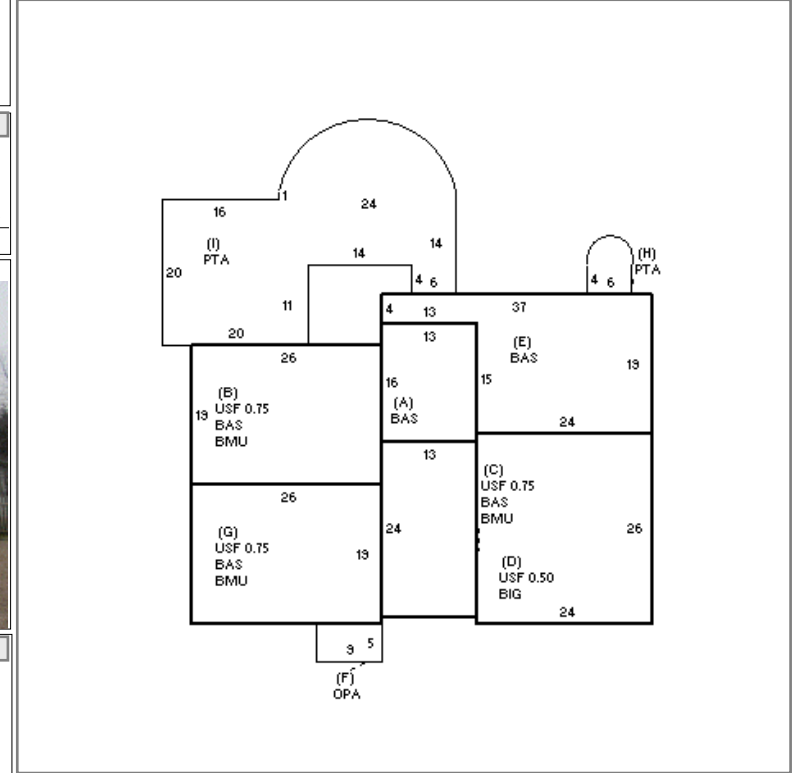 1
16
24
(I)
PTA
14
14
(H)
PTA
20
4 6
4 6
11
4
13
37
20
13
(E)
BAS
26
19
16
15
(B)
USF 0.75
BAS
BMU
19
(A)
BAS
24
13
(C)
USF 0.75
BAS
BMU
26
(G)
USF 0.75
BAS
BMU
19
24
26
(D)
USF 0.50
BIG
24
9 5
(F)
OPA